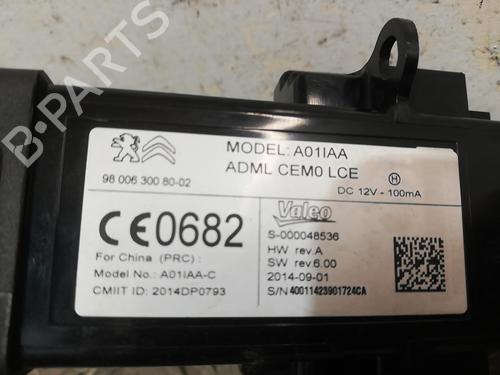 B-PARTS
MODEL: A01IAA
ADML CEM0 LCE
H
DC 12V - 100mA
98 006 300 80-02
CE0682
For China (PRC) :
Model No.: A01IAA-C
CMIIT ID: 2014DP0793
Valeo
S-000048536
HW rev.A
SW rev.6.00
2014-09-01
S/N 40011423901724CA